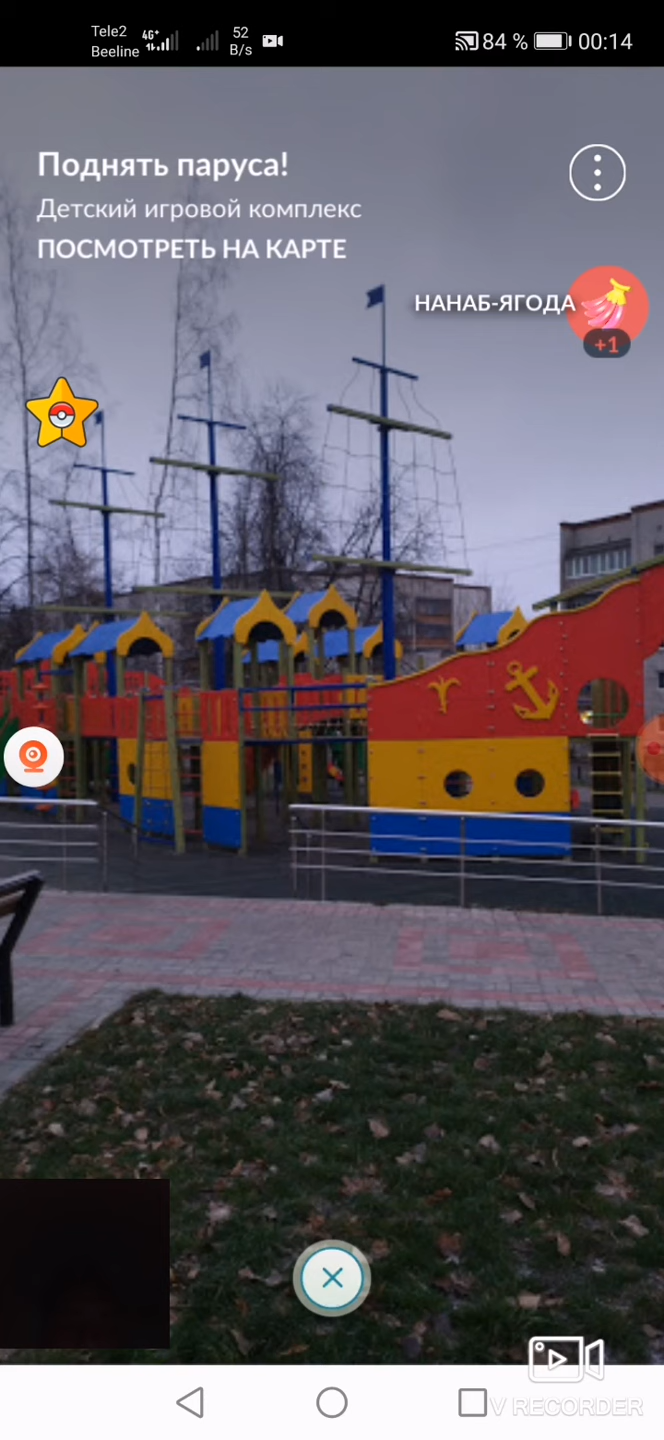 Tele2
Beeline
4G+
52
B/s
84 %
00:14
Поднять паруса!
Детский игровой комплекс
ПОСМОТРЕТЬ НА КАРТЕ
НАНАБ-ЯГОДА
+1
V RECORDER